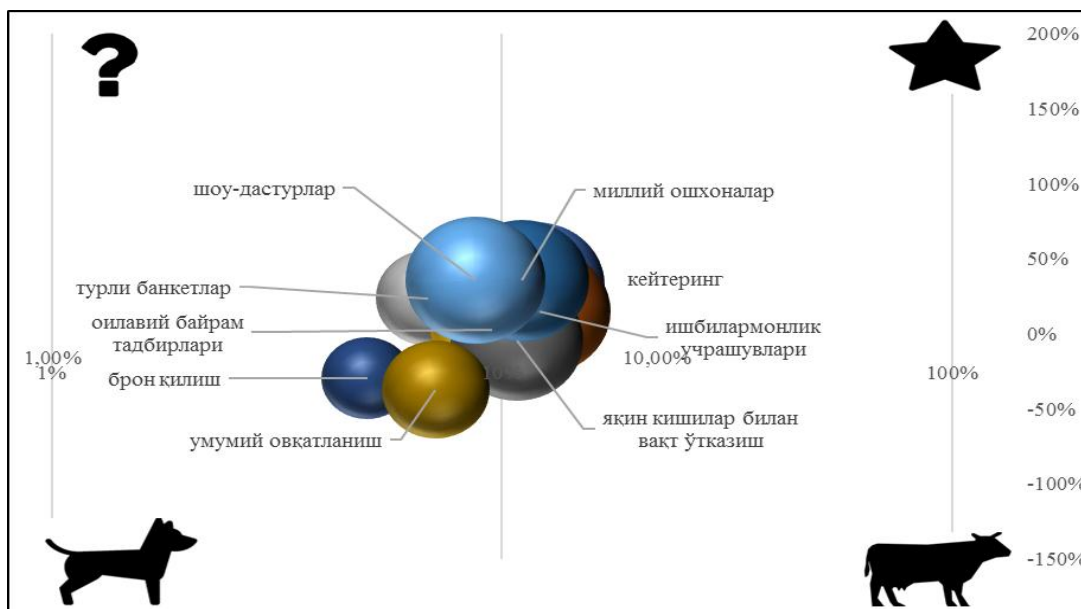 200%
150%
100%
50%
0%
-50%
-100%
-150%
шоу-дастурлар
миллий ошхоналар
турли банкетлар
кейтеринг
оилавий байрам
тадбирлари
ишбилармонлик
учрашувлари
1,00%
10,00%
1%
10%
100%
брон қилиш
умумий овқатланиш
яқин кишилар билан
вақт ўтказиш